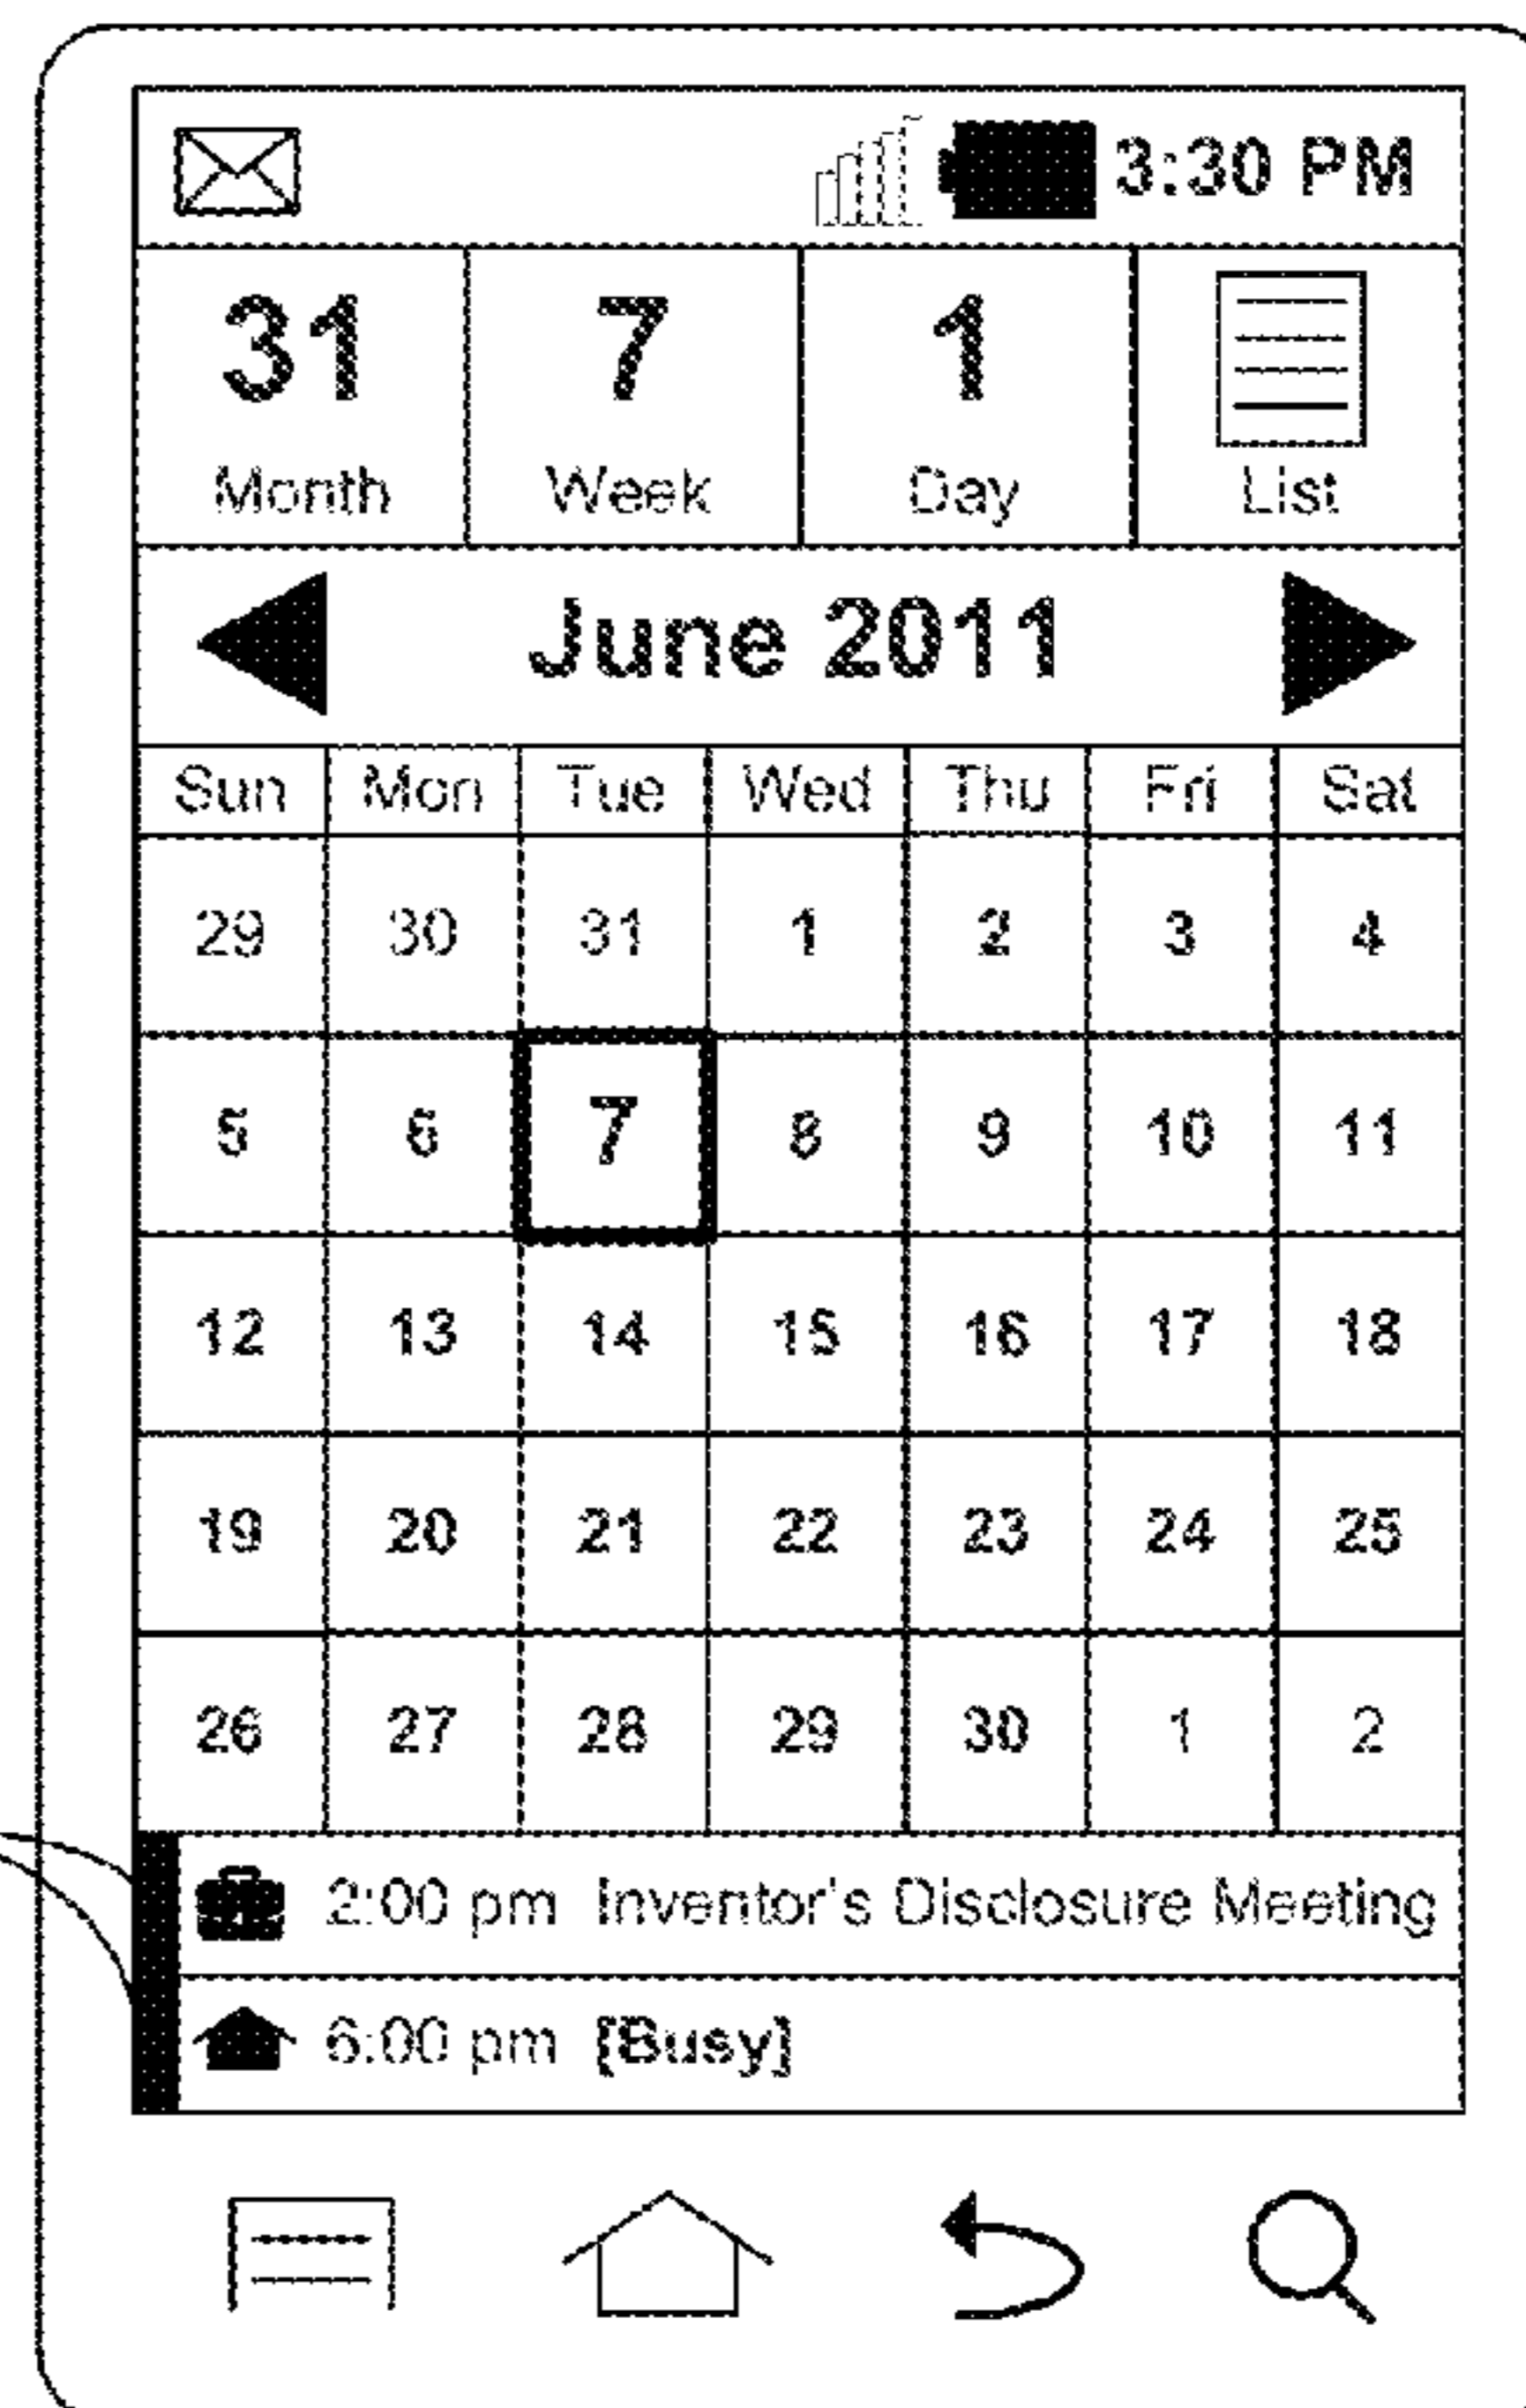 3:30 PM
31 7 1
Month Week Day List
June 2011
Sun Mon Tue Wed Thu Fri Sat
29 30 31 1 2 3 4
5 6 7 8 9 10 11
12 13 14 15 16 17 18
19 20 21 22 23 24 25
26 27 28 29 30 1 2
2:00 pm Inventor's Disclosure Meeting
6:00 pm [Busy]